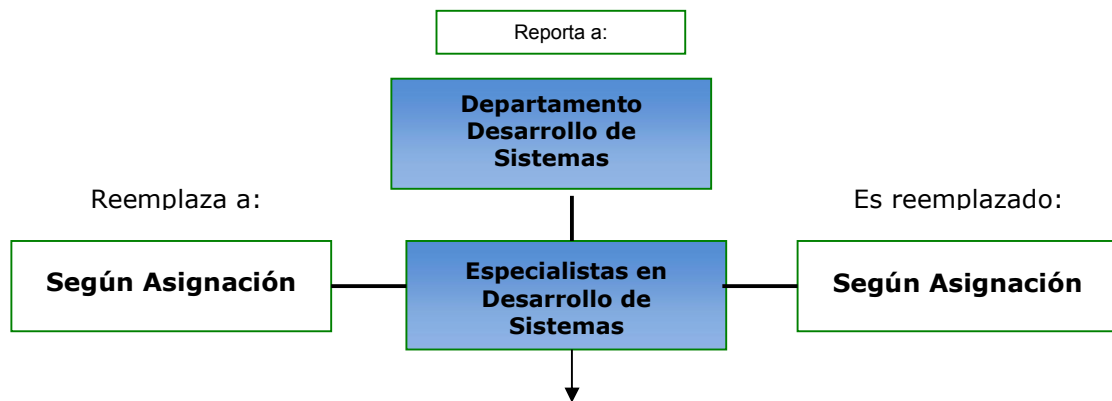 Reporta a:
Departamento
Desarrollo de
Sistemas
Reemplaza a:
Es reemplazado:
Según Asignación
Especialistas en
Desarrollo de
Sistemas
Según Asignación